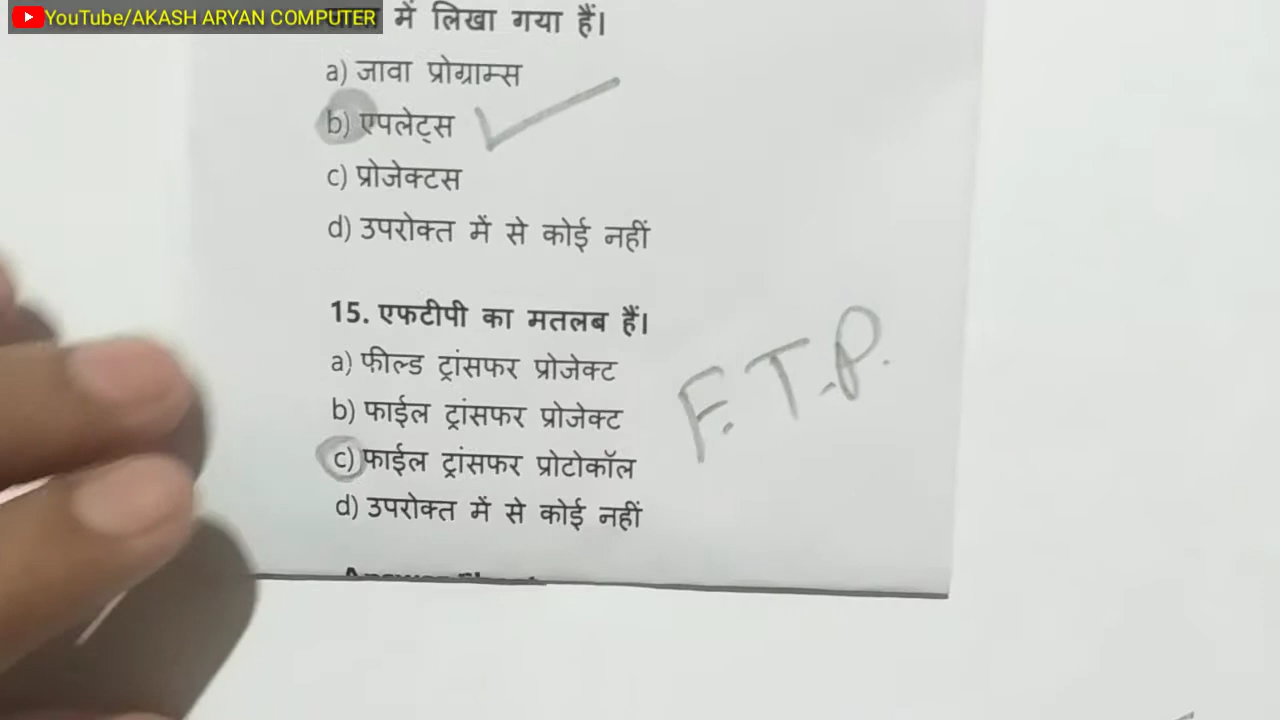 YouTube/AKASH ARYAN COMPUTER
में लिखा गया हैं।
a) जावा प्रोग्राम्स
b) एपलेट्स
c) प्रोजेक्टस
d) उपरोक्त में से कोई नहीं
15. एफटीपी का मतलब हैं।
a) फील्ड ट्रांसफर प्रोजेक्ट
b) फाईल ट्रांसफर प्रोजेक्ट
c) फाईल ट्रांसफर प्रोटोकॉल
d) उपरोक्त में से कोई नहीं
F.T.P.